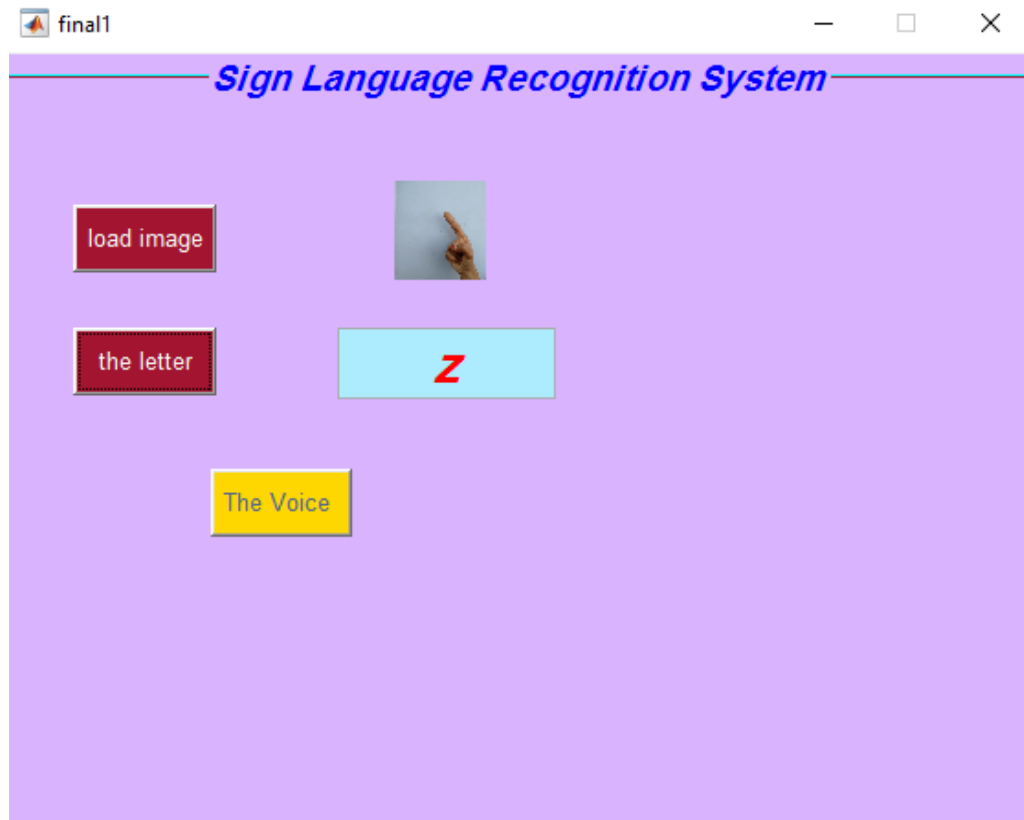 final1
Sign Language Recognition System
load image
the letter
Z
The Voice